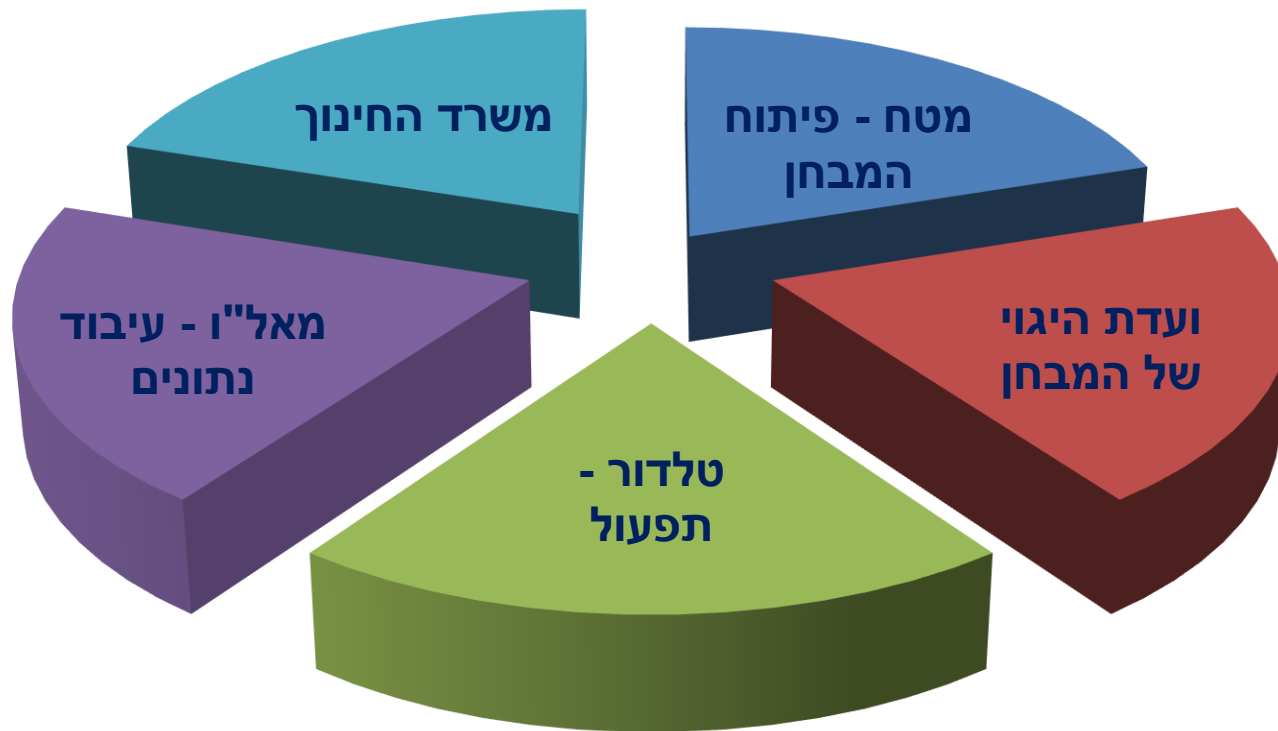 משרד החינוך
מטח - פיתוח
המבחן
ועדת היגוי
של המבחן
טלדור -
תפעול
מאל"ו - עיבוד
נתונים